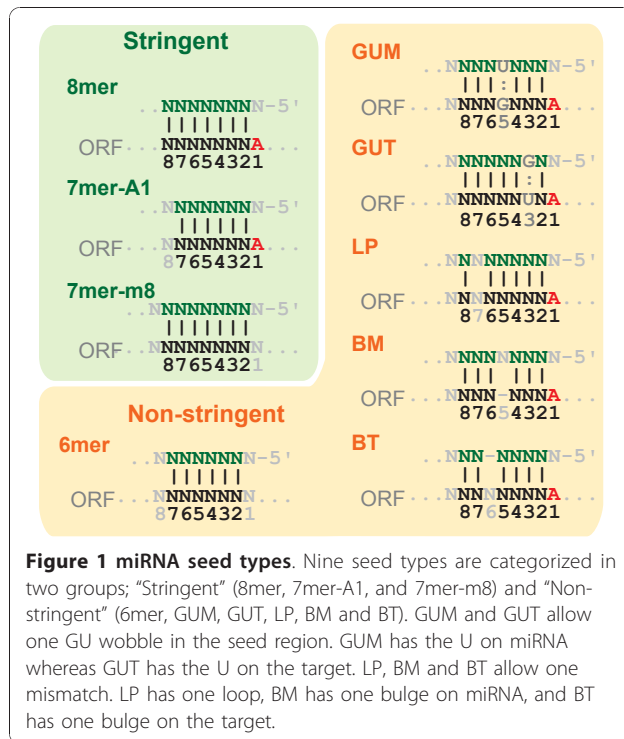 Stringent
8mer
..NNNNNNNN-5'
|||||||
ORF...NNNNNNNA...
87654321
7mer-A1
..NNNNNNNN-5'
||||||
ORF...NNNNNNNA...
87654321
7mer-m8
..NNNNNNNN-5'
|||||||
ORF..NNNNNNNN...
87654321
Non-stringent
6mer
..NNNNNNNN-5'
||||||
ORF...NNNNNNNN...
87654321
GUM
..NNNNUNNNN-5'
|||:|||
ORF...NNNGNNNA...
87654321
GUT
..NNNNNNGN-5'
|||||:|
ORF...NNNNNUNA...
87654321
LP
..NNNNNNNN-5'
| |||||
ORF...NNNNNNNA...
87654321
BM
..NNNNNNNNN-5'
||| |||
ORF...NNNN-NNNA...
87654321
BT
..NNN-NNNNN-5'
|| ||||
ORF...NNNNNNNA...
87654321
Figure 1 miRNA seed types. Nine seed types are categorized in
two groups; "Stringent" (8mer, 7mer-A1, and 7mer-m8) and "Non-
stringent" (6mer, GUM, GUT, LP, BM and BT). GUM and GUT allow
one GU wobble in the seed region. GUM has the U on miRNA
whereas GUT has the U on the target. LP, BM and BT allow one
mismatch. LP has one loop, BM has one bulge on miRNA, and BT
has one bulge on the target.